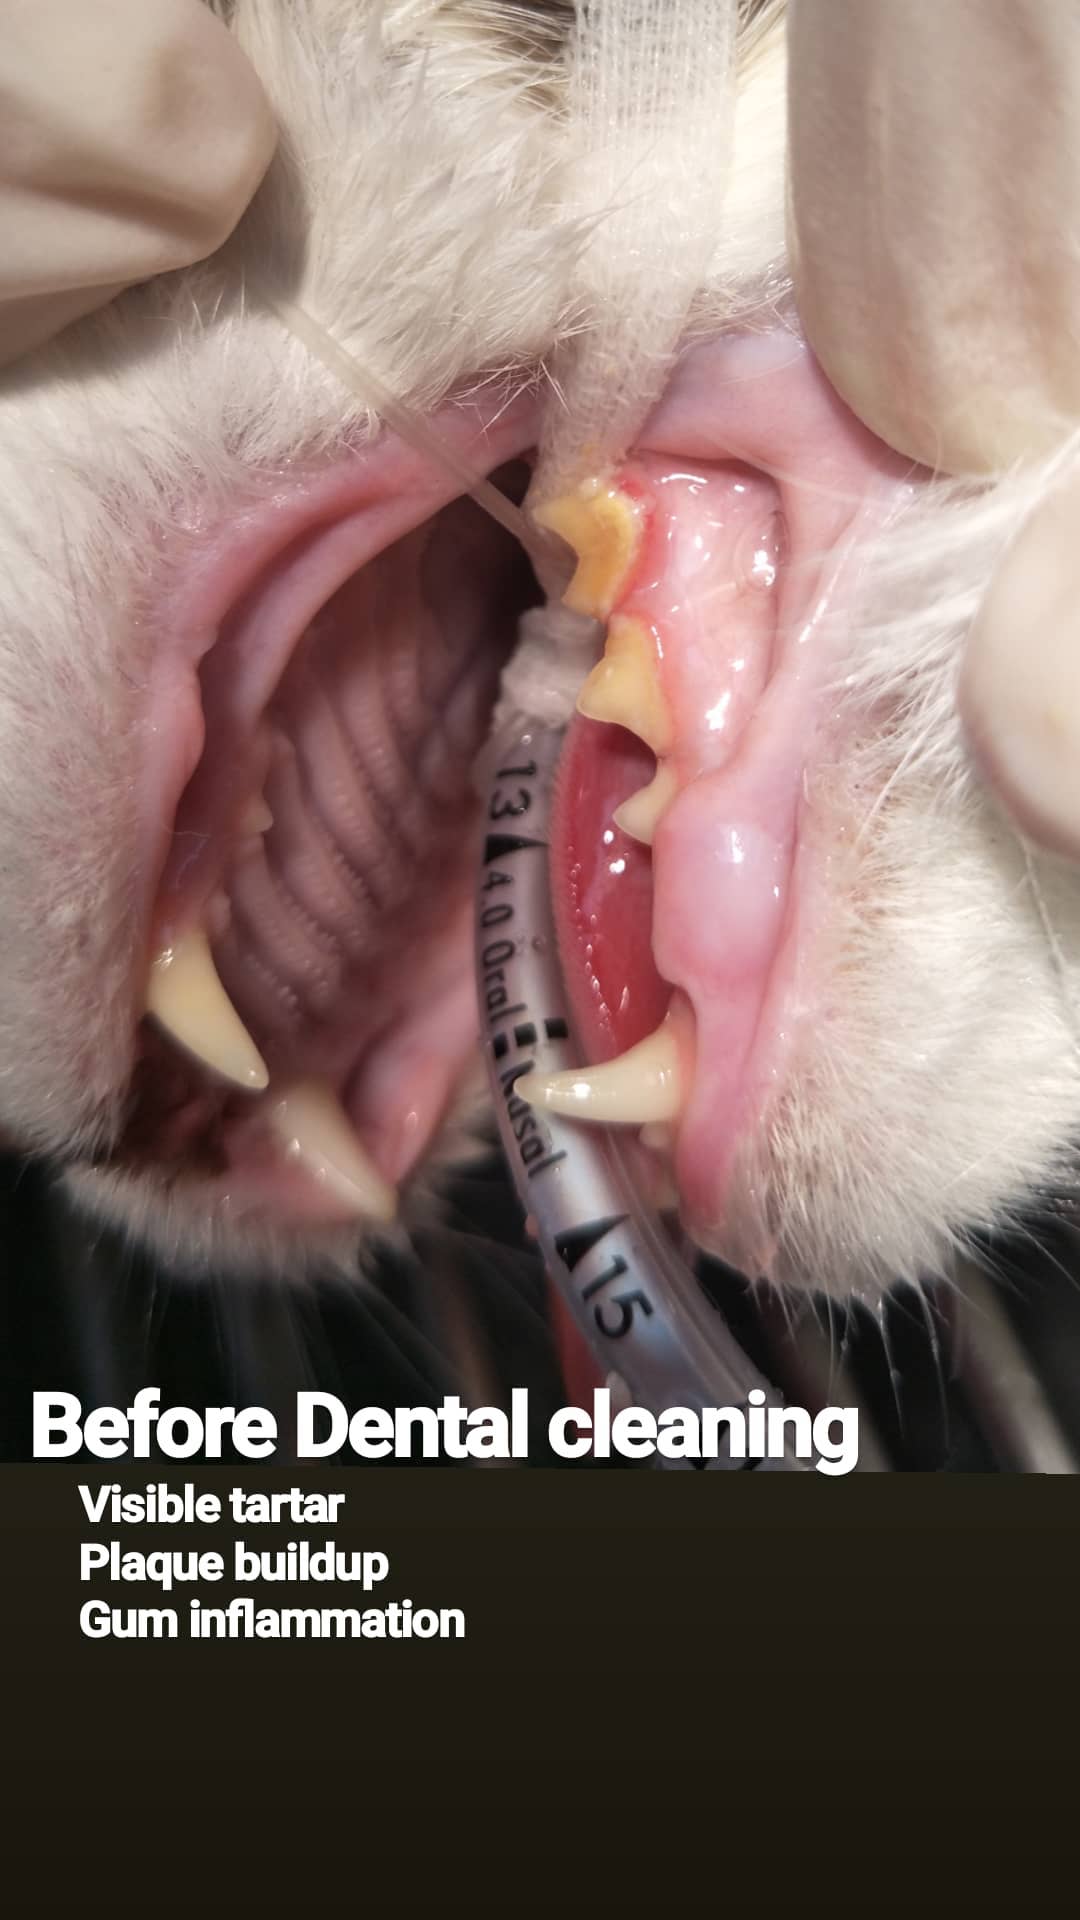 13
4.0 Oral
Nasal
15
Before Dental cleaning
Visible tartar
Plaque buildup
Gum inflammation